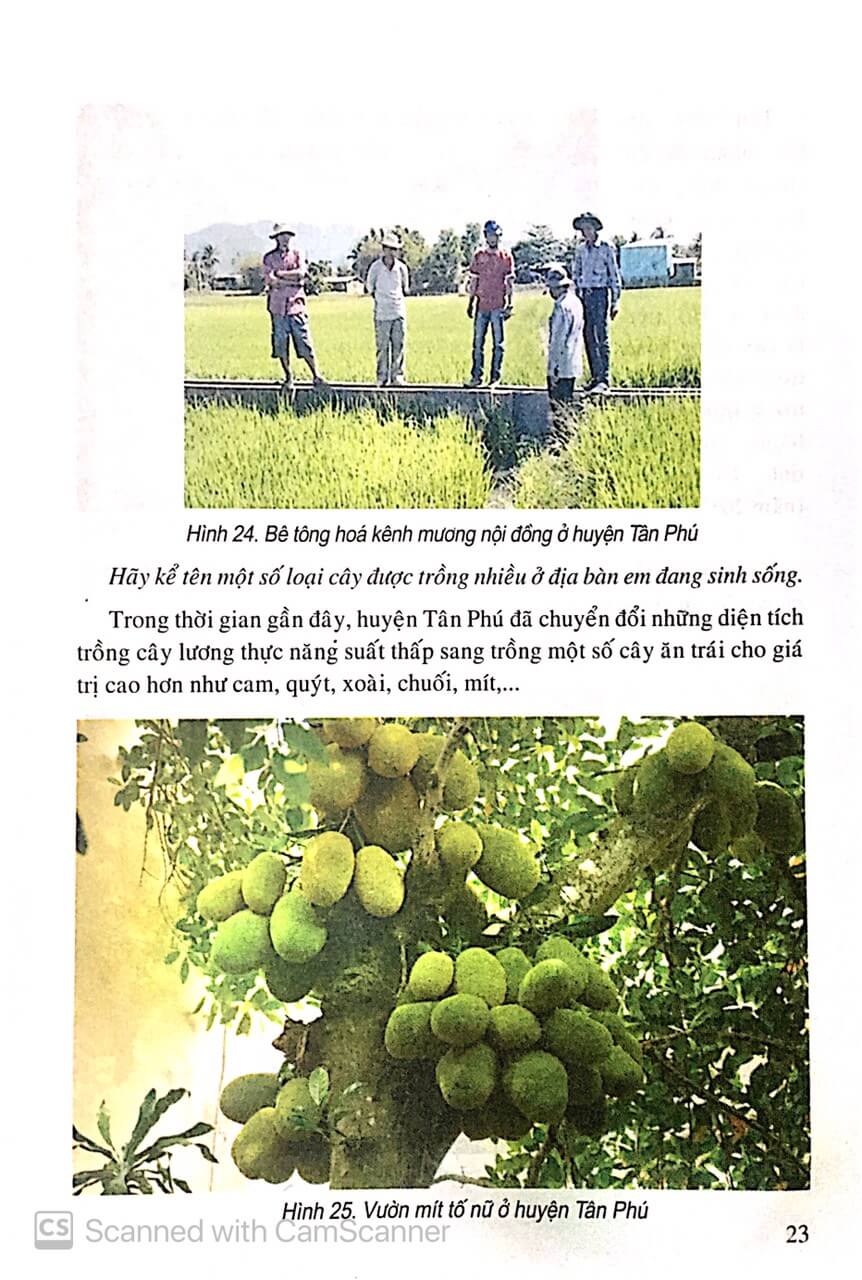 Hình 24. Bê tông hoá kênh mương nội đồng ở huyện Tân Phú
Hãy kể tên một số loại cây được trồng nhiều ở địa bàn em đang sinh sống.
Trong thời gian gần đây, huyện Tân Phú đã chuyển đổi những diện tích
trồng cây lương thực năng suất thấp sang trồng một số cây ăn trái cho giá
trị cao hơn như cam, quýt, xoài, chuối, mít,...
Hình 25. Vườn mít tố nữ ở huyện Tân Phú
CS Scanned with CamScanner
23